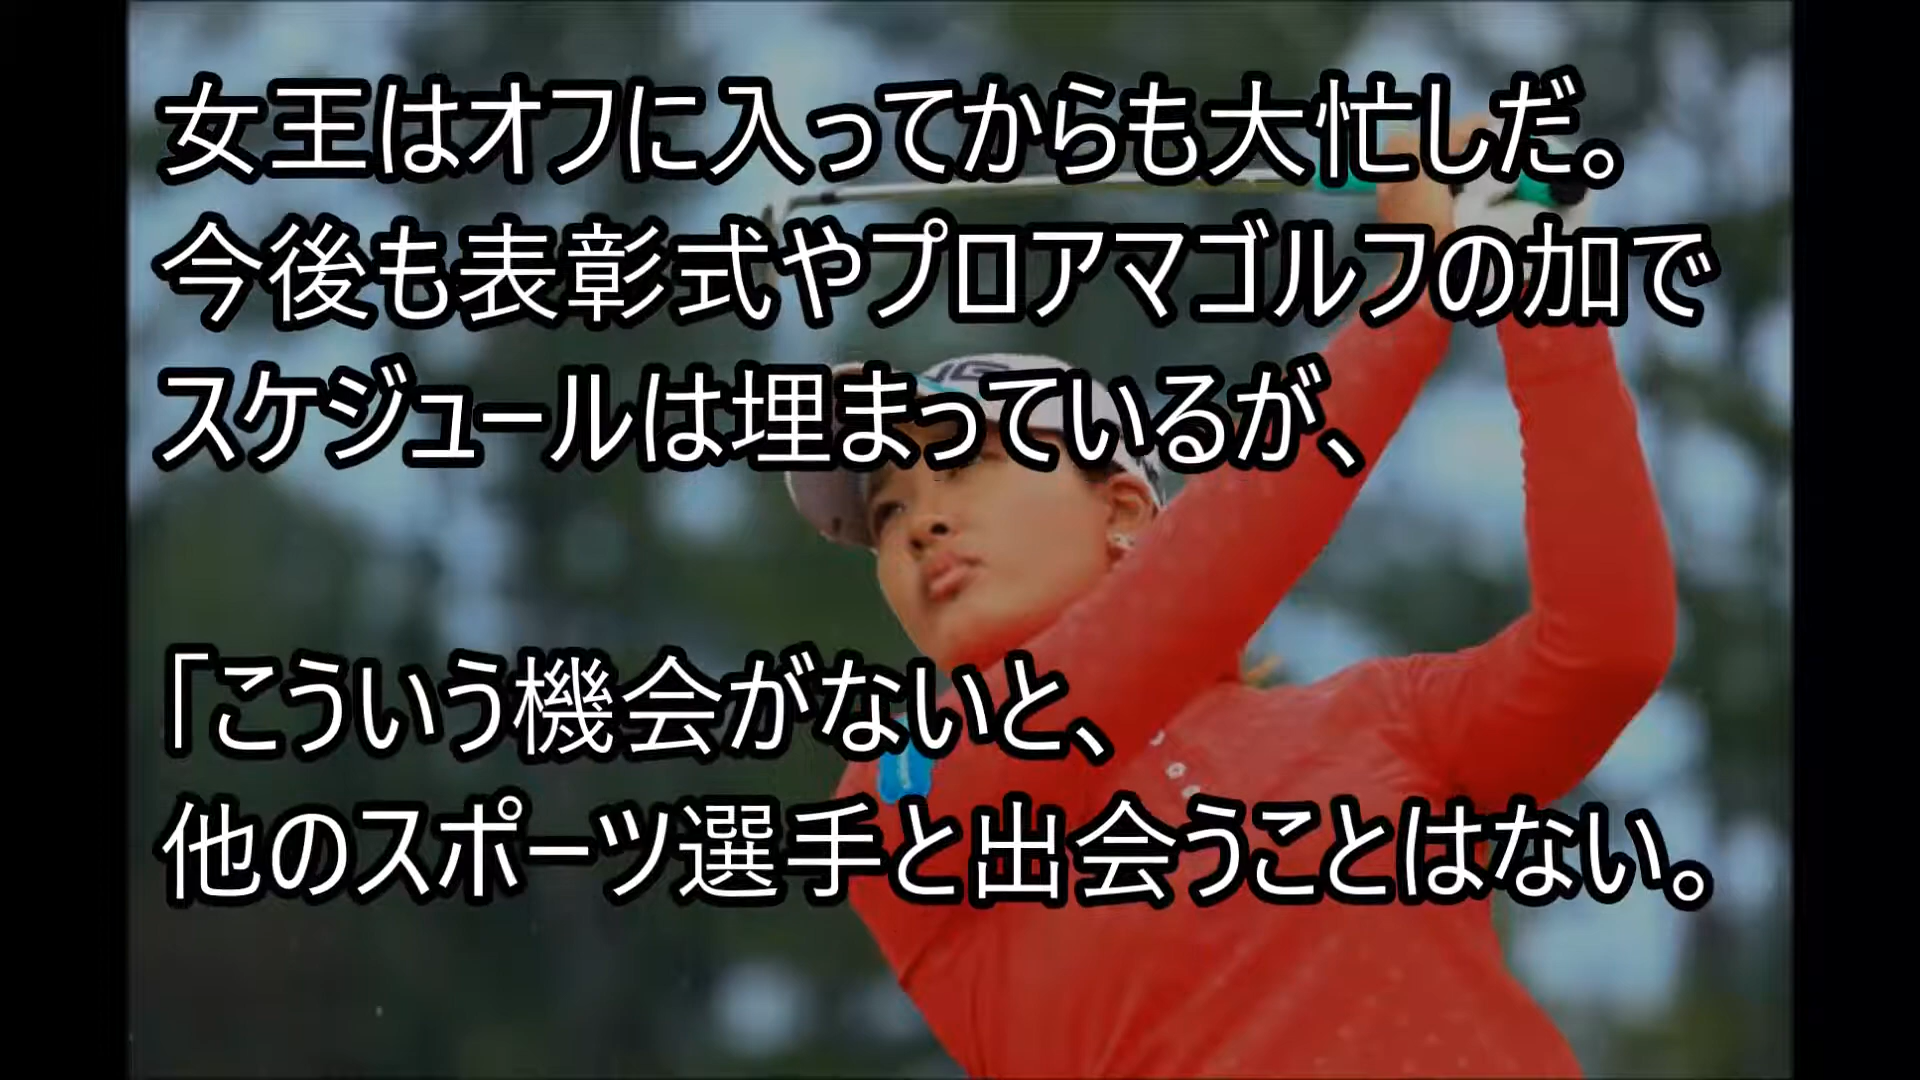 女王はオフに入ってからも大忙しだ。
今後も表彰式やプロアマゴルフの加で
スケジュールは埋まっているが、
「こういう機会がないと、
他のスポーツ選手と出会うことはない。